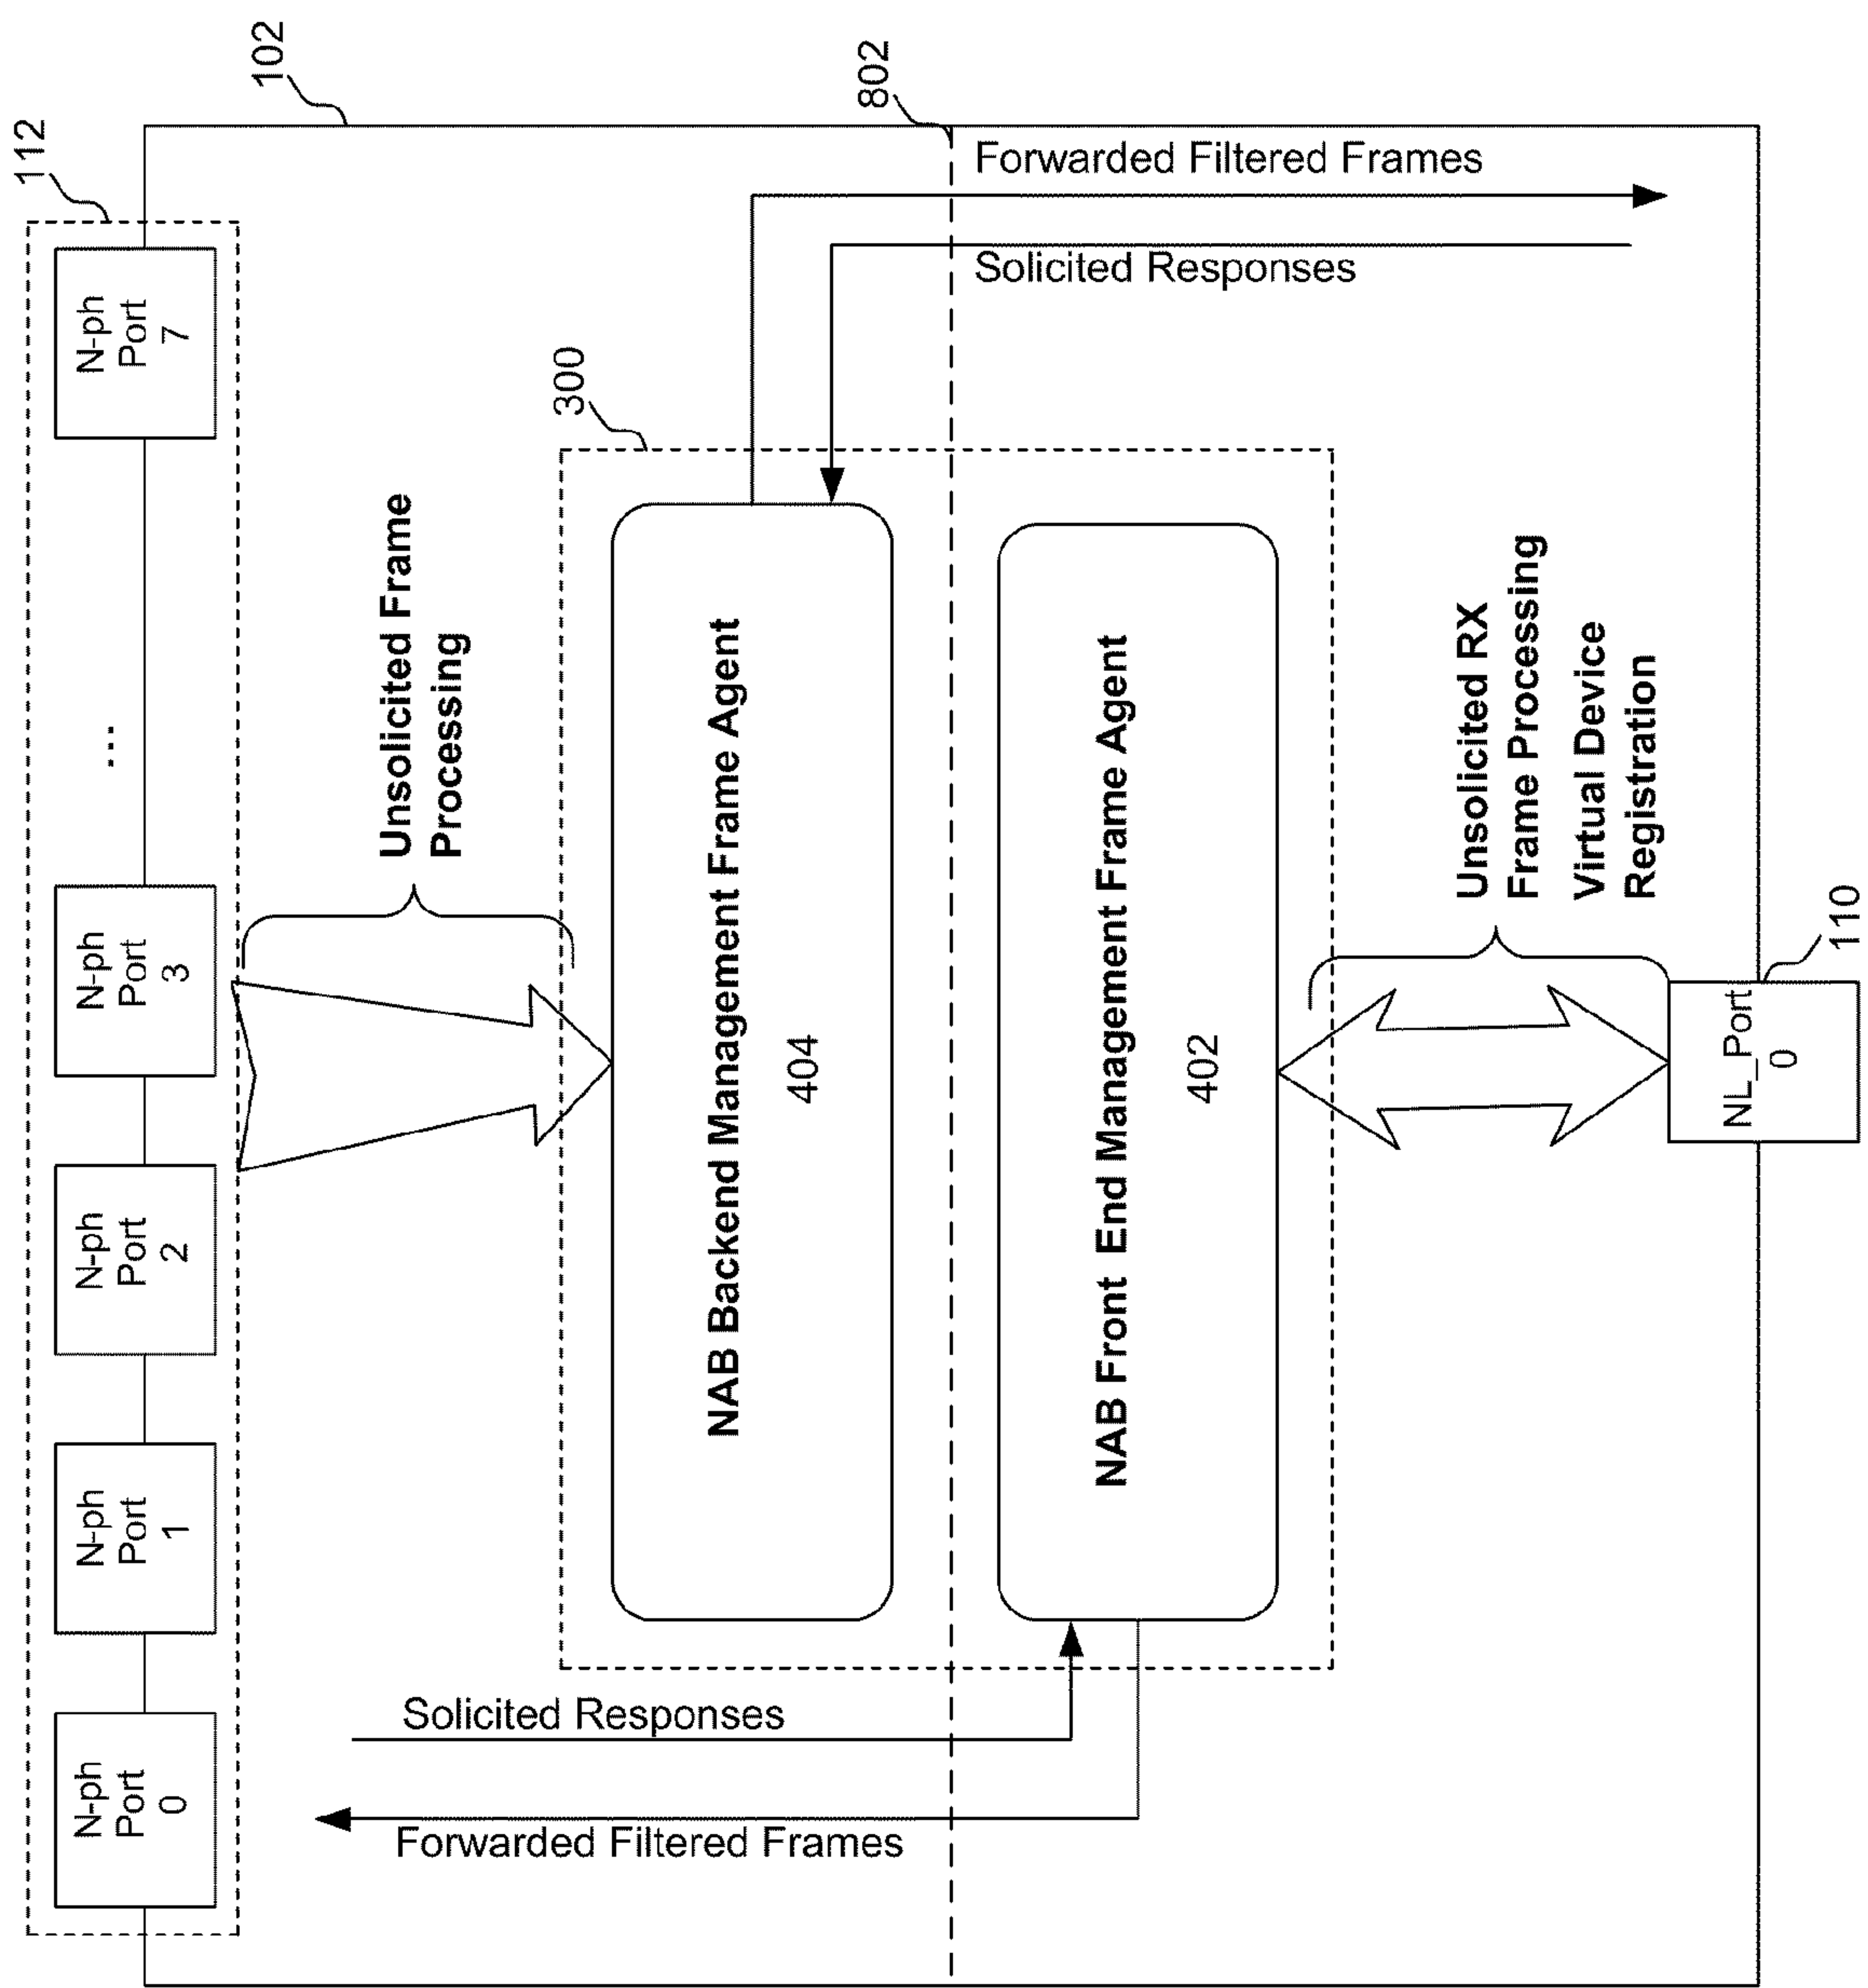 112
102
N-ph
Port
0
N-ph
Port
1
N-ph
Port
2
N-ph
Port
3
...
N-ph
Port
7
802
Unsolicited Frame
Processing
300
Solicited Responses
Forwarded Filtered Frames
NAB Backend Management Frame Agent
404
Forwarded Filtered Frames
Solicited Responses
NAB Front End Management Frame Agent
402
Unsolicited RX
Frame Processing
Virtual Device
Registration
NL_Port
0
110